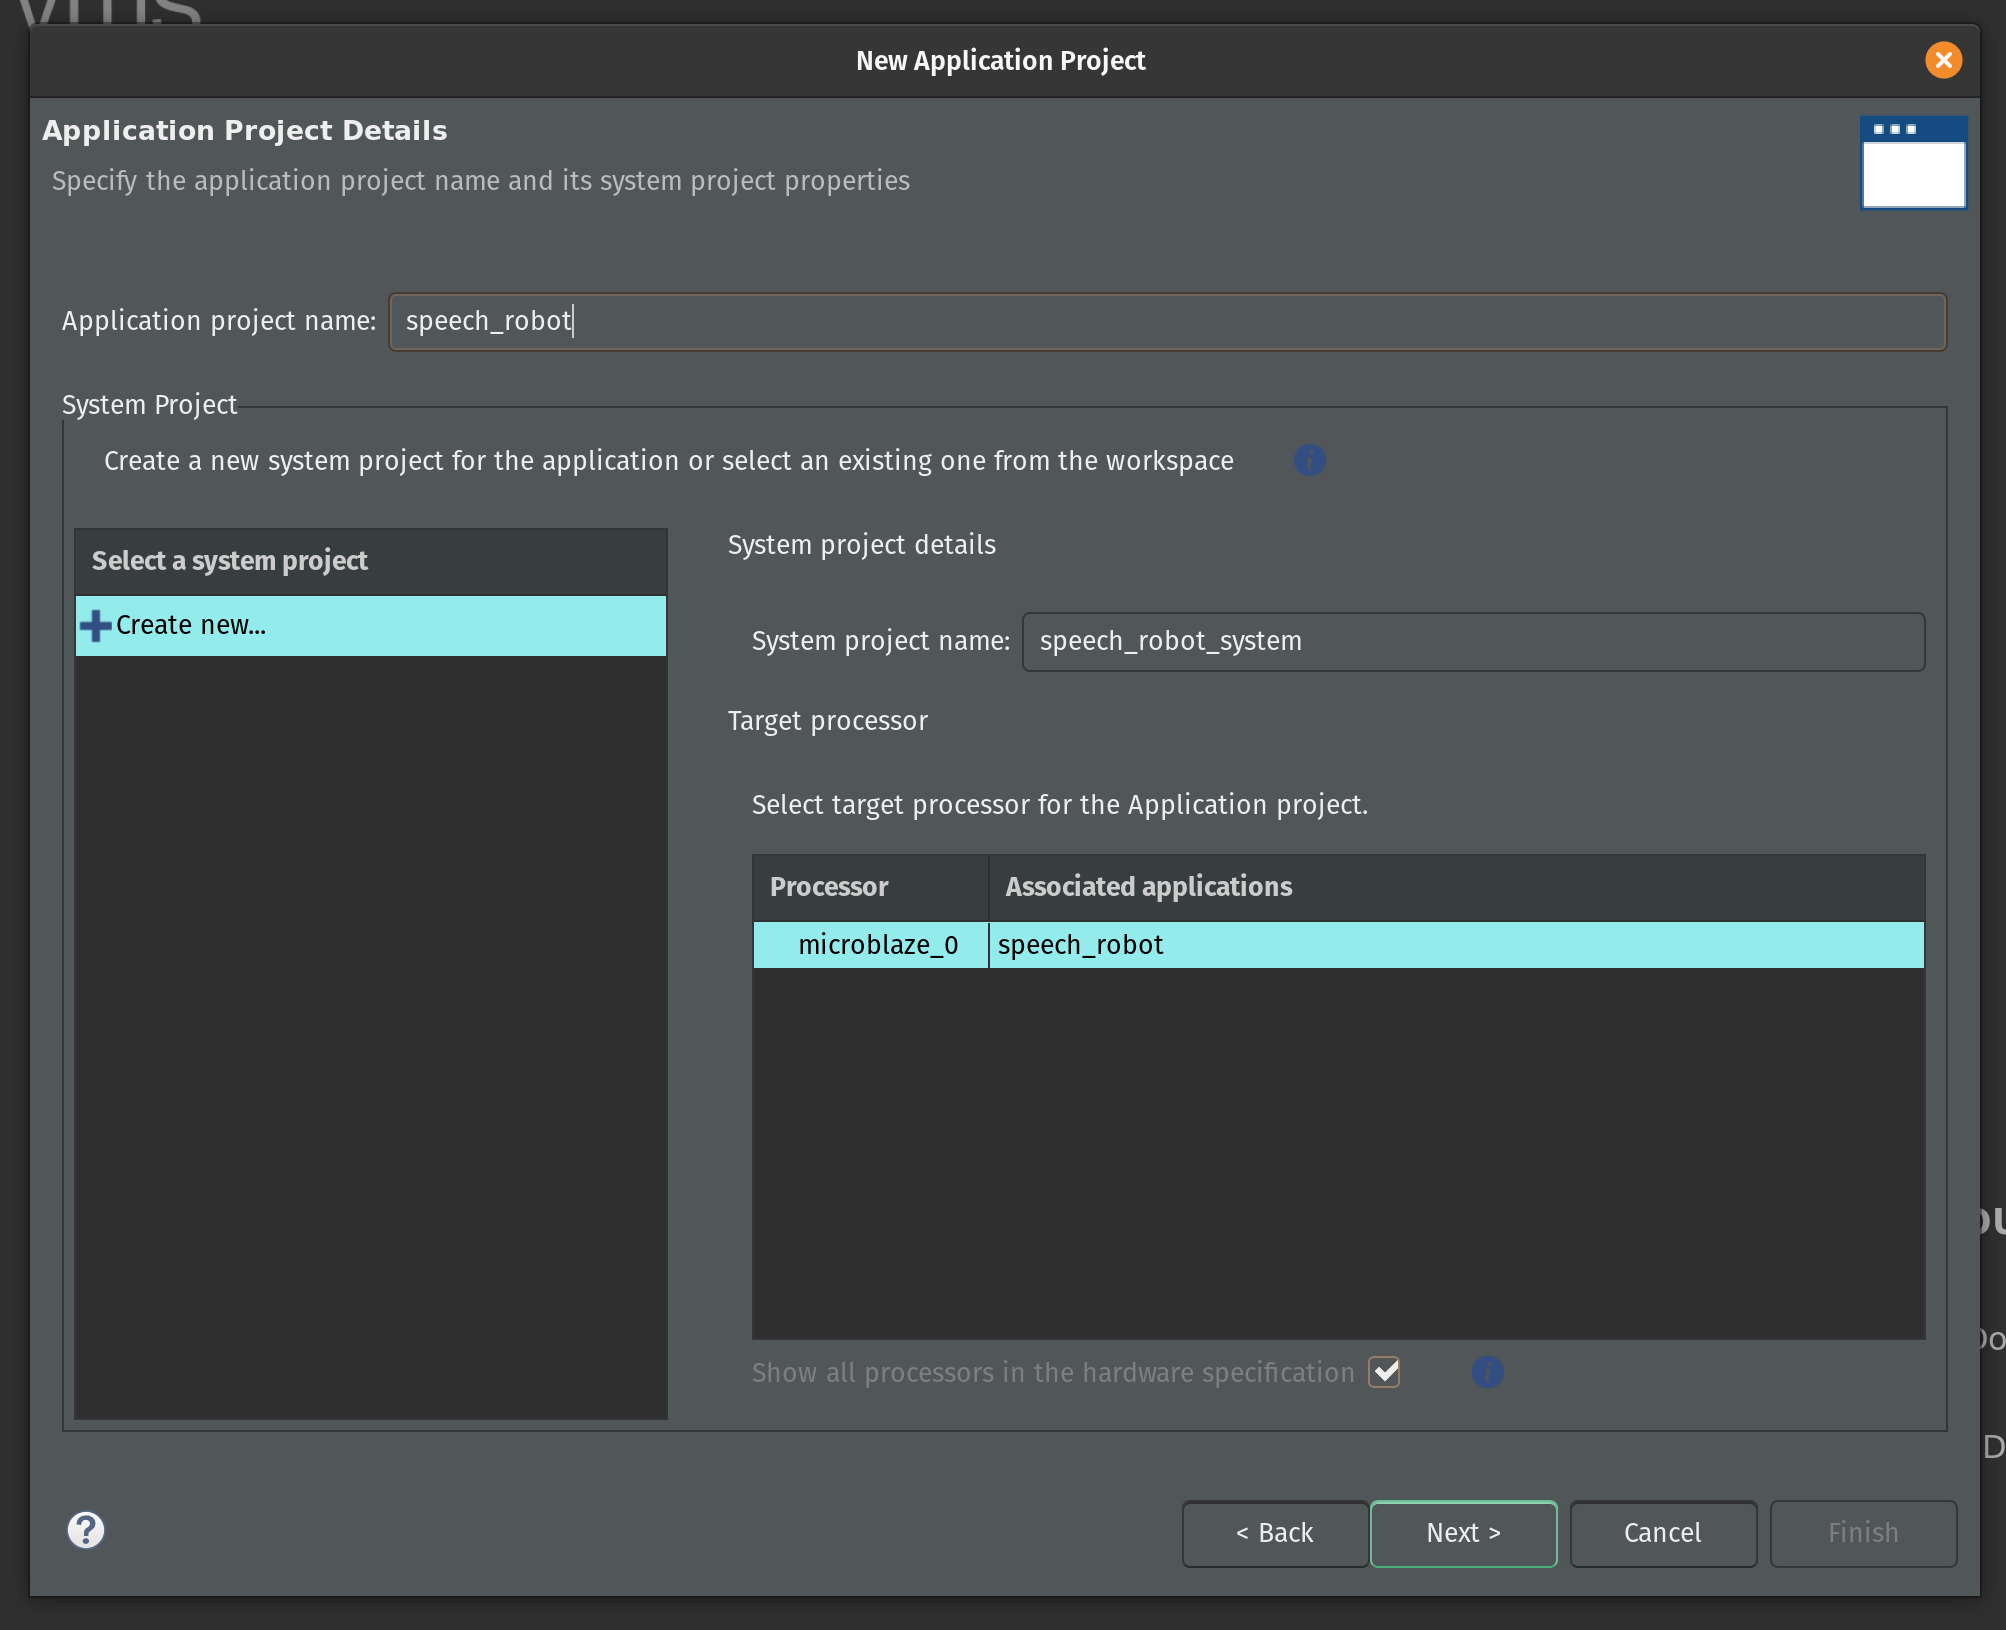 New Application Project
Application Project Details
Specify the application project name and its system project properties
Application project name: speech_robot
System Project
Create a new system project for the application or select an existing one from the workspace
Select a system project
Create new...
System project details
System project name: speech_robot_system
Target processor
Select target processor for the Application project.
Processor Associated applications
microblaze_0 speech_robot
Show all processors in the hardware specification
< Back Next > Cancel Finish